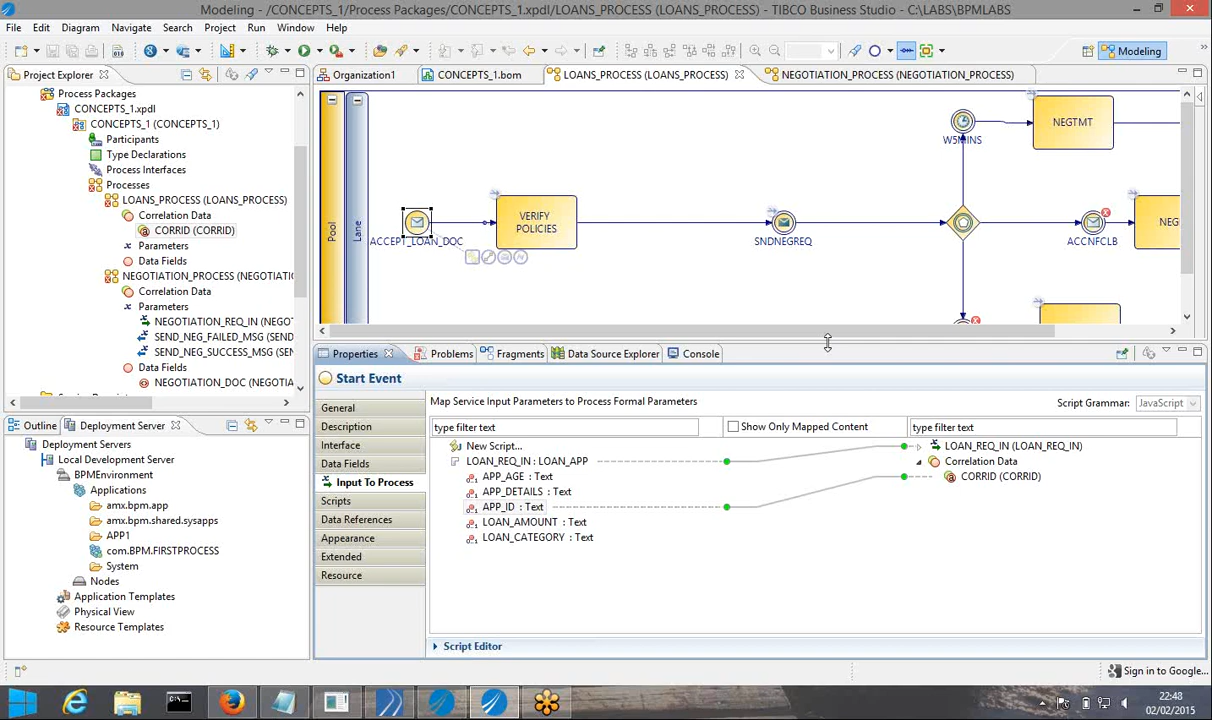 Modeling - /CONCEPTS_1/Process Packages/CONCEPTS_1.xpdl/LOANS_PROCESS (LOANS_PROCESS) - TIBCO Business Studio - C:\LABS\BPMLABS
File Edit Diagram Navigate Search Project Run Window Help
Modeling
Project Explorer
Process Packages
CONCEPTS_1.xpdl
CONCEPTS_1 (CONCEPTS_1)
Participants
Type Declarations
Process Interfaces
Processes
LOANS_PROCESS (LOANS_PROCESS)
Correlation Data
CORRID (CORRID)
Parameters
Data Fields
NEGOTIATION_PROCESS (NEGOTIATI
Correlation Data
Parameters
NEGOTIATION_REQ_IN (NEGO
SEND_NEG_FAILED_MSG (SEND
SEND_NEG_SUCCESS_MSG (SEN
Data Fields
NEGOTIATION_DOC (NEGOTIA
Outline Deployment Server
Deployment Servers
Local Development Server
BPMEnvironment
Applications
amx.bpm.app
amx.bpm.shared.sysapps
APP1
com.BPM.FIRSTPROCESS
System
Nodes
Application Templates
Physical View
Resource Templates
Organization1 CONCEPTS_1.bom LOANS_PROCESS (LOANS_PROCESS) NEGOTIATION_PROCESS (NEGOTIATION_PROCESS)
Pool
Lane
ACCEPT_LOAN_DOC
VERIFY
POLICIES
SNDNEGREQ
W5MINS
NEGTMT
ACCNFCLB
NEG
Properties Problems Fragments Data Source Explorer Console
Start Event
General
Description
Interface
Data Fields
Input To Process
Scripts
Data References
Appearance
Extended
Resource
Map Service Input Parameters to Process Formal Parameters
Script Grammar: JavaScript
type filter text
Show Only Mapped Content
type filter text
New Script...
LOAN_REQ_IN : LOAN_APP
APP_AGE : Text
APP_DETAILS : Text
APP_ID : Text
LOAN_AMOUNT : Text
LOAN_CATEGORY : Text
LOAN_REQ_IN (LOAN_REQ_IN)
Correlation Data
CORRID (CORRID)
Script Editor
Sign in to Google...
22:48
02/02/2015